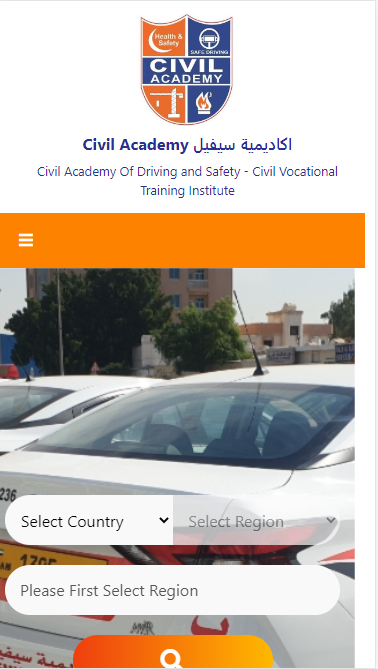 Health &
Safety
SAFE DRIVING
CIVIL
ACADEMY
Civil Academy اكاديمية سيفيل
Civil Academy Of Driving and Safety - Civil Vocational
Training Institute
236
Select Country
Select Region
Please First Select Region